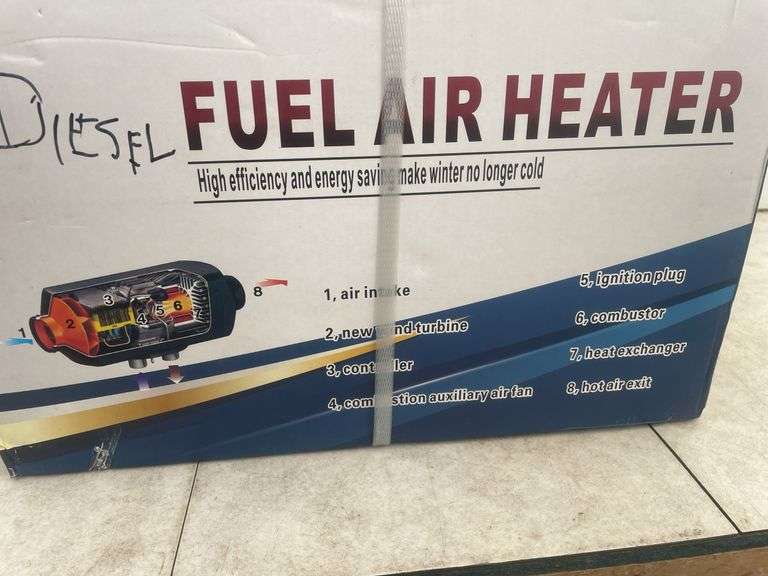 DIESEL
FUEL AIR HEATER
High efficiency and energy saving make winter no longer cold
1
2
3
4
5
6
7
8
1, air intake
2, new wind turbine
3, controller
4, combustion auxiliary air fan
5, ignition plug
6, combustor
7, heat exchanger
8, hot air exit